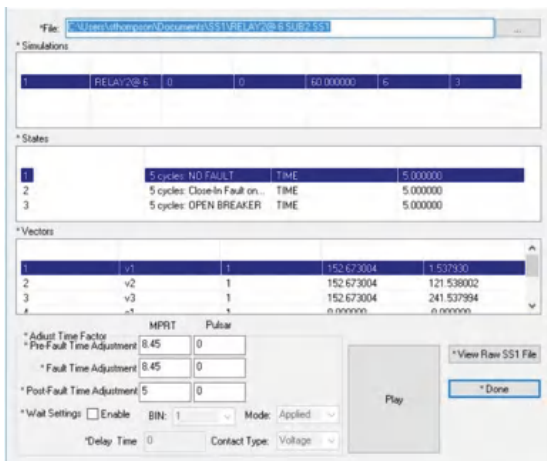 *File: C:\Users\sthompson\Documents\SS1\RELAY2@-6.SUB2.SS1 ...
*Simulations
1 RELAY2@-6 0 0 60.000000 6 3
*States
1 5 cycles: NO FAULT TIME 5.000000
2 5 cycles: Close-In Fault on... TIME 5.000000
3 5 cycles: OPEN BREAKER TIME 5.000000
*Vectors
1 v1 1 152.673004 1.537930
2 v2 1 152.673004 121.538002
3 v3 1 152.673004 241.537994
MPRT Pulsar
*Adjust Time Factor
*Pre-Fault Time Adjustment 8.45 0
*Fault Time Adjustment 8.45 0
*Post-Fault Time Adjustment 5 0
*Wait Settings Enable BIN: 1 Mode: Applied
*Delay Time 0 Contact Type: Voltage
Play
*View Raw SS1 File
*Done